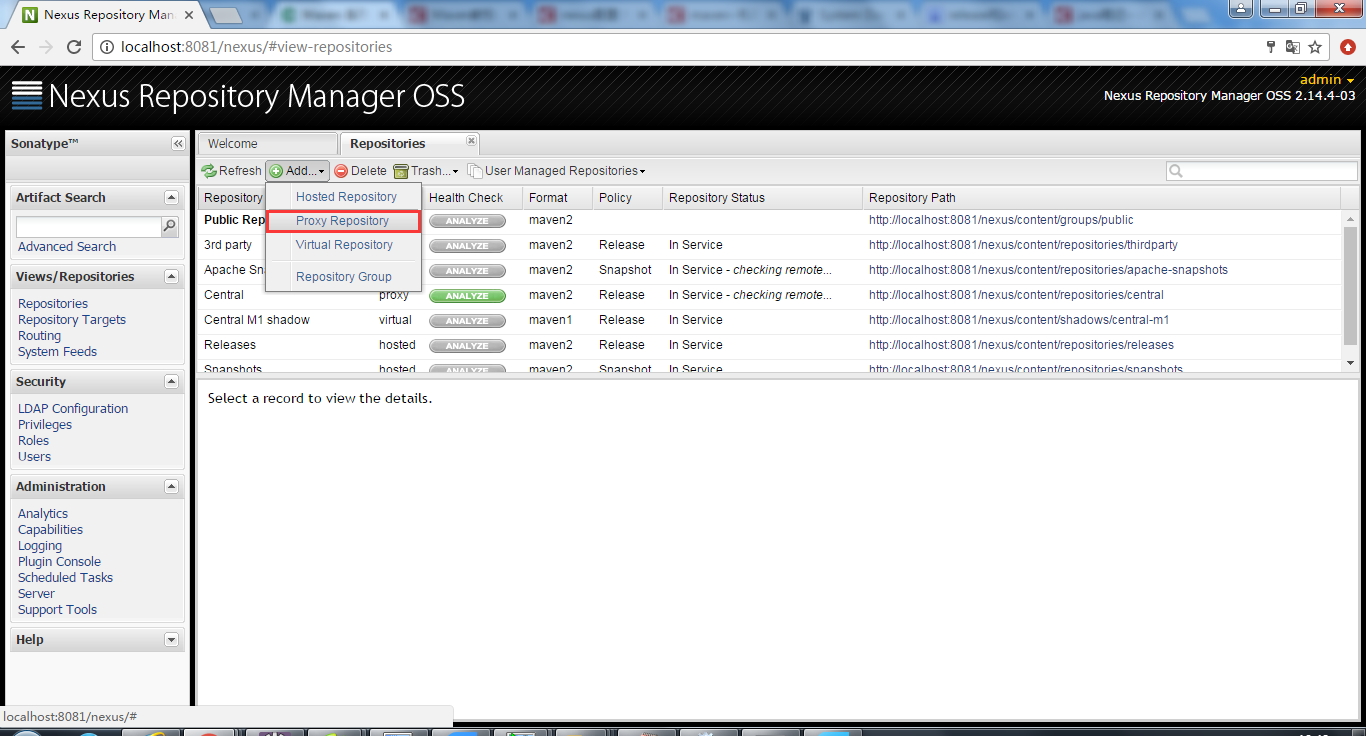 Nexus Repository Man
localhost:8081/nexus/#view-repositories
Nexus Repository Manager OSS
admin
Nexus Repository Manager OSS 2.14.4-03
Sonatype™
Welcome
Repositories
Refresh
Add...
Delete
Trash...
User Managed Repositories
Artifact Search
Advanced Search
Views/Repositories
Repositories
Repository Targets
Routing
System Feeds
Security
LDAP Configuration
Privileges
Roles
Users
Administration
Analytics
Capabilities
Logging
Plugin Console
Scheduled Tasks
Server
Support Tools
Help
Hosted Repository
Proxy Repository
Virtual Repository
Repository Group
Repository Health Check Format Policy Repository Status Repository Path
Public Rep ANALYZE maven2 http://localhost:8081/nexus/content/groups/public
3rd party ANALYZE maven2 Release In Service http://localhost:8081/nexus/content/repositories/thirdparty
Apache Sn ANALYZE maven2 Snapshot In Service - checking remote... http://localhost:8081/nexus/content/repositories/apache-snapshots
Central proxy ANALYZE maven2 Release In Service - checking remote... http://localhost:8081/nexus/content/repositories/central
Central M1 shadow virtual ANALYZE maven1 Release In Service http://localhost:8081/nexus/content/shadows/central-m1
Releases hosted ANALYZE maven2 Release In Service http://localhost:8081/nexus/content/repositories/releases
Snapshots hosted ANALYZE maven2 Snapshot In Service http://localhost:8081/nexus/content/repositories/snapshots
Select a record to view the details.
localhost:8081/nexus/#